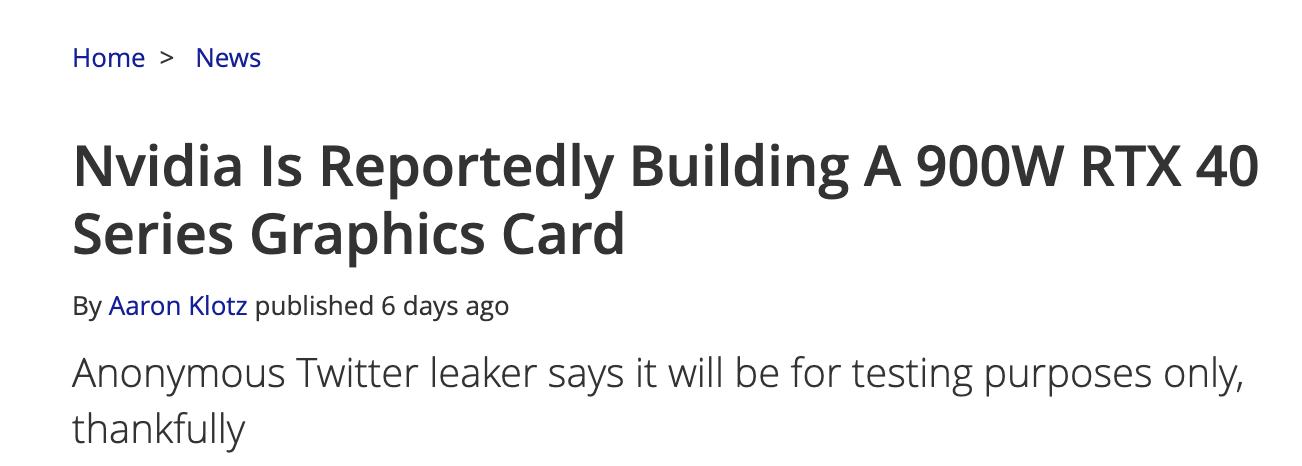 Home > News
Nvidia Is Reportedly Building A 900W RTX 40
Series Graphics Card
By Aaron Klotz published 6 days ago
Anonymous Twitter leaker says it will be for testing purposes only,
thankfully